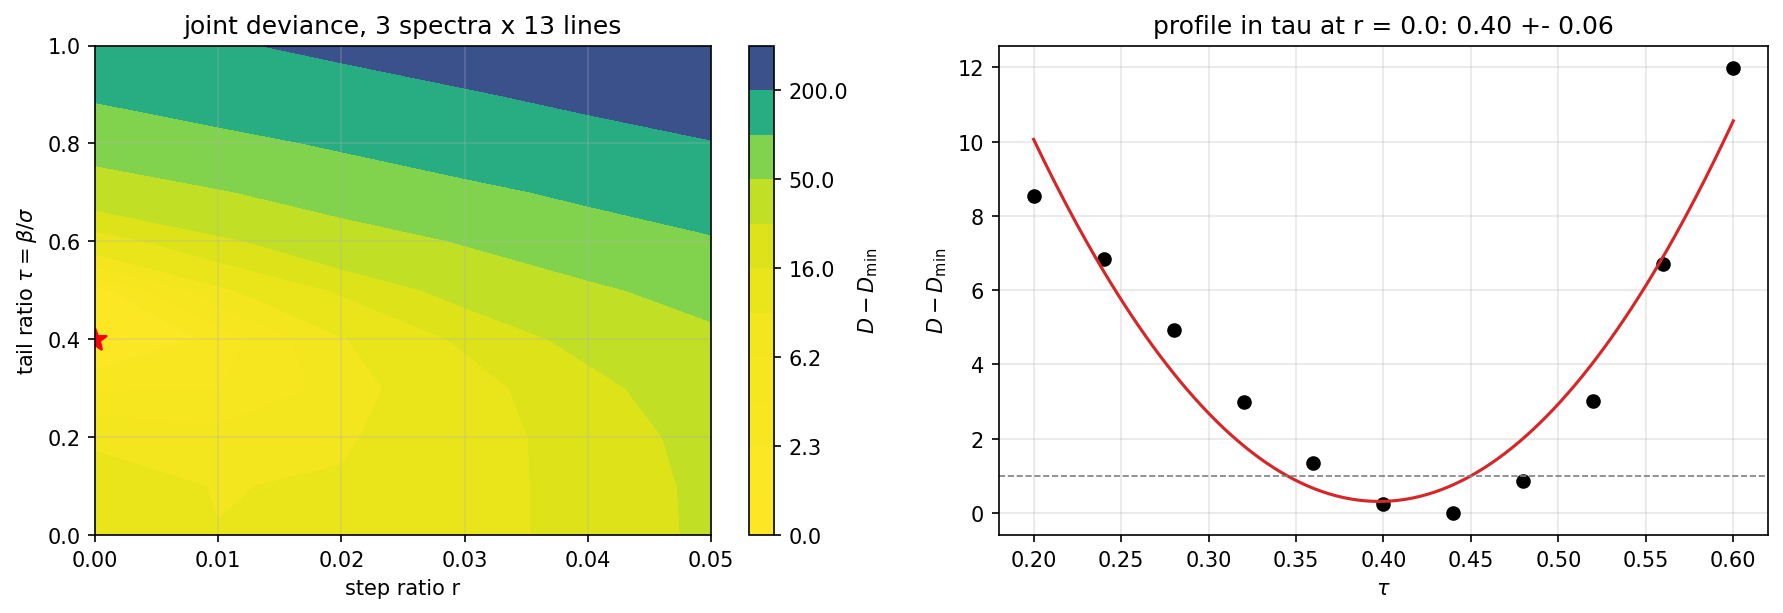 joint deviance, 3 spectra x 13 lines
tail ratio τ = β/σ
1.0
0.8
0.6
0.4
0.2
0.0
0.00 0.01 0.02 0.03 0.04 0.05
step ratio r
200.0
50.0
16.0
6.2
2.3
0.0
D − Dmin
profile in tau at r = 0.0: 0.40 +- 0.06
D − Dmin
12
10
8
6
4
2
0
0.20 0.25 0.30 0.35 0.40 0.45 0.50 0.55 0.60
τ